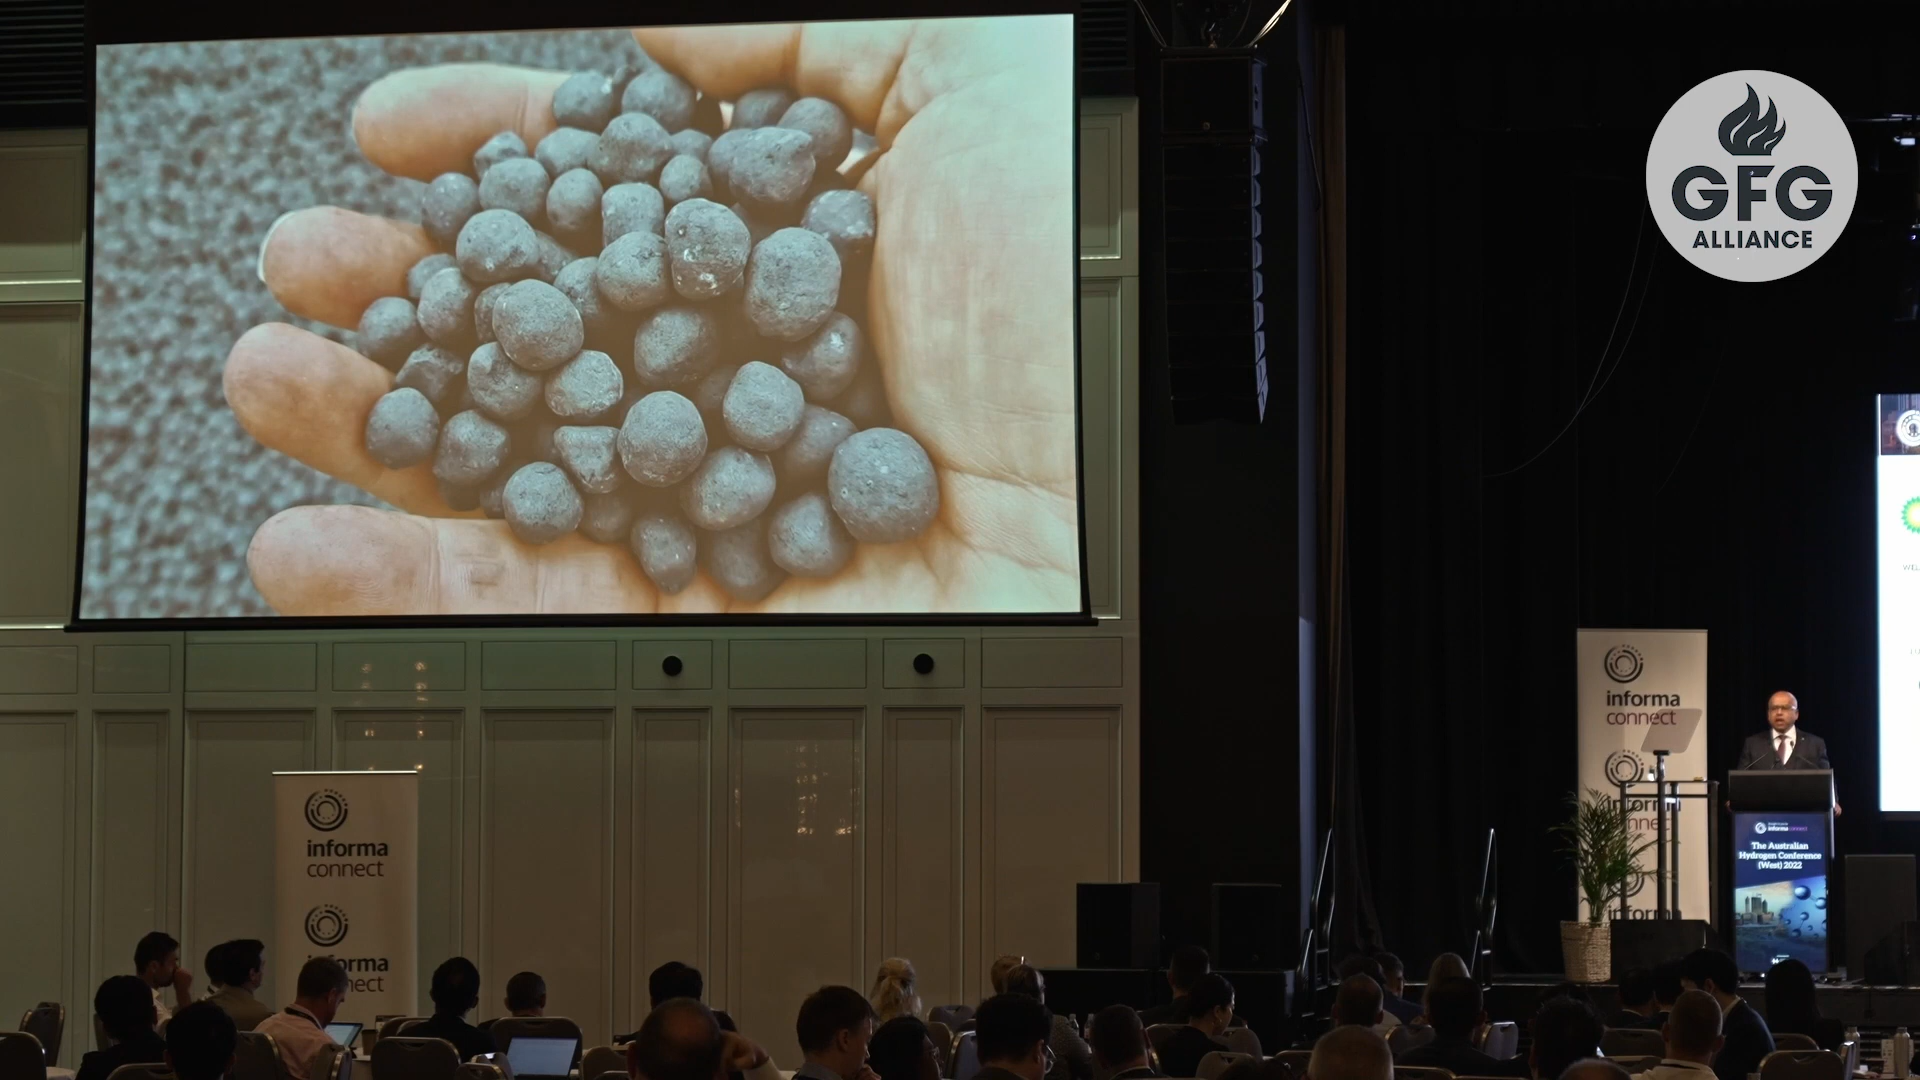 GFG
ALLIANCE
informa
connect
informa
connect
informa
connect
The Australian
Hydrogen Conference
(West) 2022
informa
connect